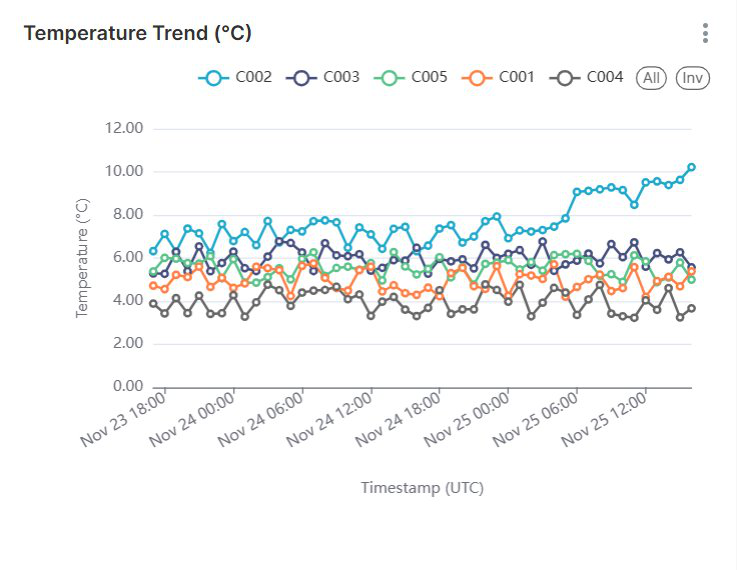 Temperature Trend (°C)
C002 C003 C005 C001 C004 All Inv
12.00
10.00
8.00
6.00
4.00
2.00
0.00
Temperature (°C)
Nov 23 18:00 Nov 24 00:00 Nov 24 06:00 Nov 24 12:00 Nov 24 18:00 Nov 25 00:00 Nov 25 06:00 Nov 25 12:00
Timestamp (UTC)